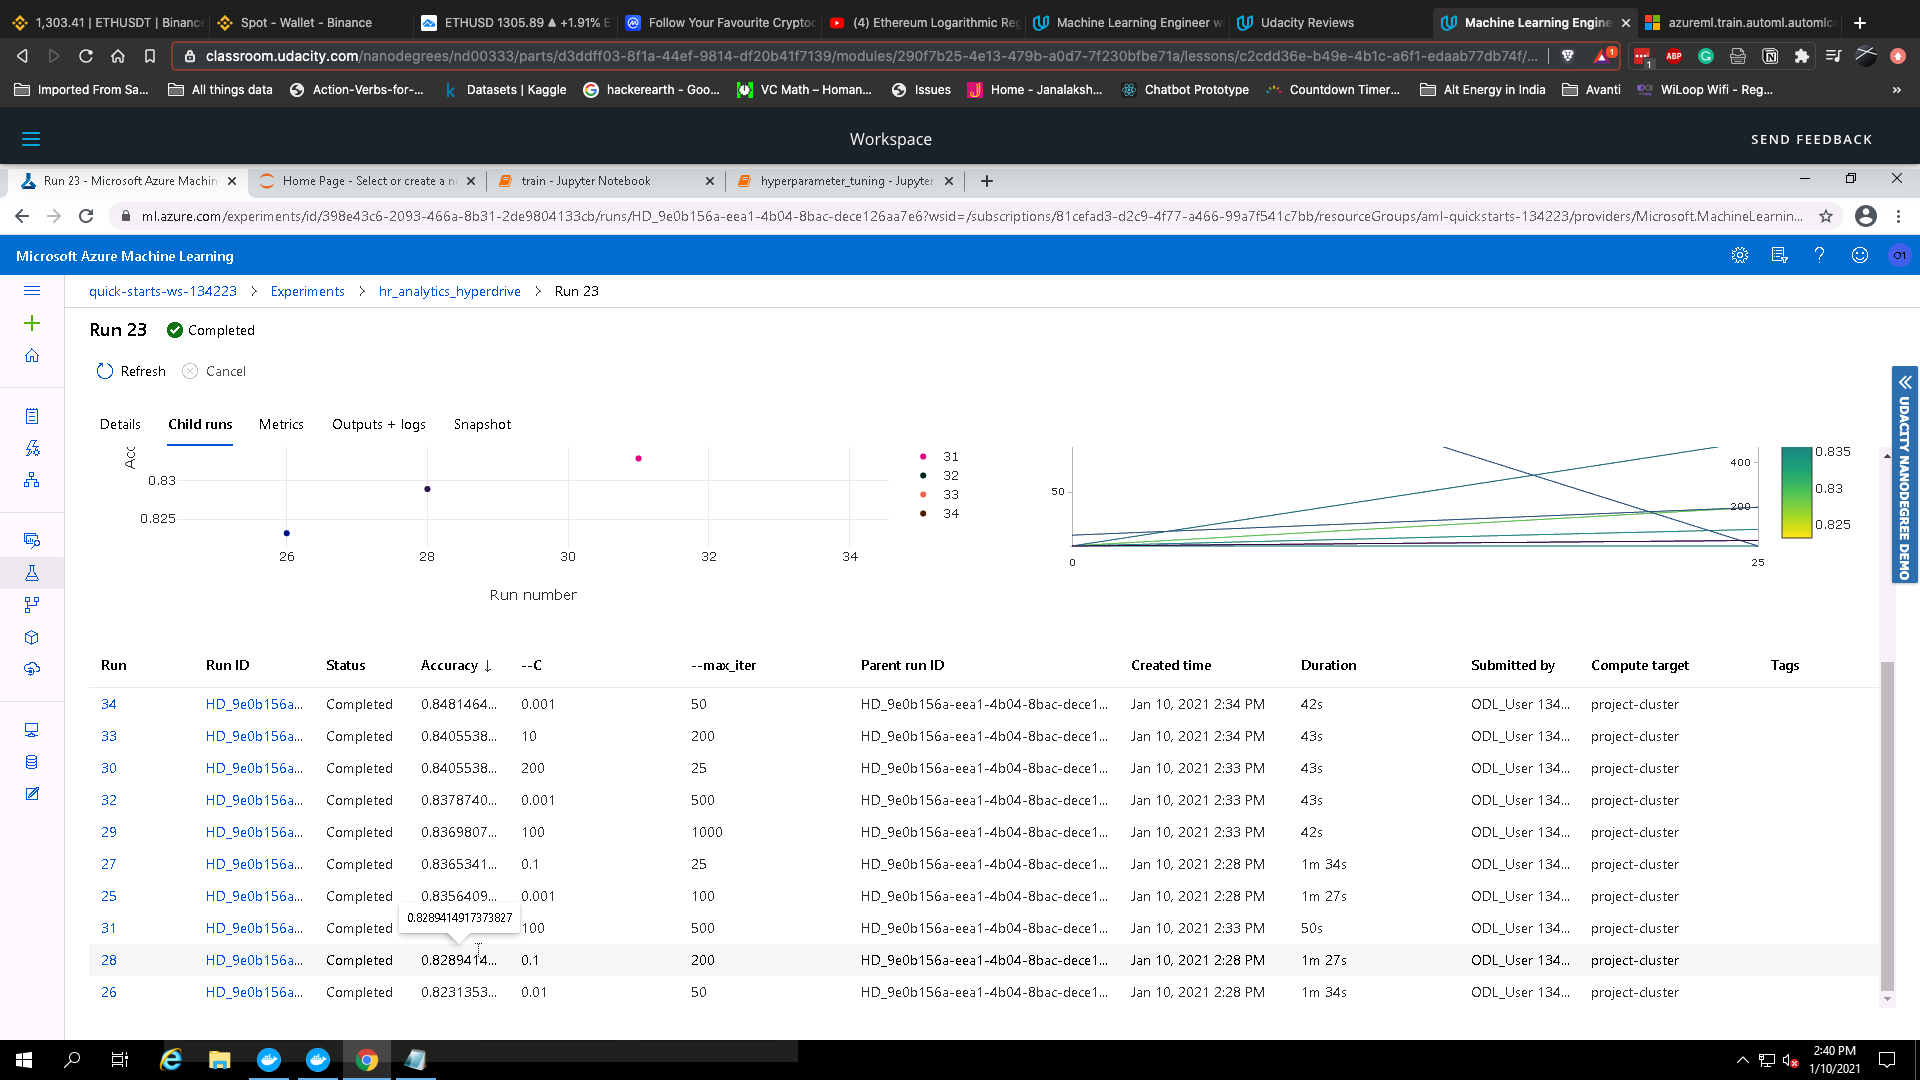 1,303.41 | ETHUSDT | Binanc
Spot - Wallet - Binance
ETHUSD 1305.89 ▲ +1.91% E
Follow Your Favourite Cryptoc
(4) Ethereum Logarithmic Reg
Machine Learning Engineer w
Udacity Reviews
Machine Learning Engine
azureml.train.automl.automlc
classroom.udacity.com/nanodegrees/nd00333/parts/d3ddff03-8f1a-44ef-9814-df20b41f7139/modules/290f7b25-4e13-479b-a0d7-7f230bfbe71a/lessons/c2cdd36e-b49e-4b1c-a6f1-edaab77db74f/...
1
1
ABP
Imported From Sa...
All things data
Action-Verbs-for-...
Datasets | Kaggle
hackerearth - Goo...
VC Math – Homan...
Issues
Home - Janalaksh...
Chatbot Prototype
Countdown Timer...
Alt Energy in India
Avanti
WiLoop Wifi - Reg...
Workspace
SEND FEEDBACK
Run 23 - Microsoft Azure Machin
Home Page - Select or create a n
train - Jupyter Notebook
hyperparameter_tuning - Jupyter
ml.azure.com/experiments/id/398e43c6-2093-466a-8b31-2de9804133cb/runs/HD_9e0b156a-eea1-4b04-8bac-dece126aa7e6?wsid=/subscriptions/81cefad3-d2c9-4f77-a466-99a7f541c7bb/resourceGroups/aml-quickstarts-134223/providers/Microsoft.MachineLearnin...
Microsoft Azure Machine Learning
O1
quick-starts-ws-134223 > Experiments > hr_analytics_hyperdrive > Run 23
Run 23 Completed
Refresh Cancel
Details Child runs Metrics Outputs + logs Snapshot
Acc
0.83
0.825
26 28 30 32 34
Run number
31
32
33
34
50
0
400
200
25
0.835
0.83
0.825
UDACITY NANODEGREE DEMO
Run Run ID Status Accuracy ↓ --C --max_iter Parent run ID Created time Duration Submitted by Compute target Tags
34 HD_9e0b156a... Completed 0.8481464... 0.001 50 HD_9e0b156a-eea1-4b04-8bac-dece1... Jan 10, 2021 2:34 PM 42s ODL_User 134... project-cluster
33 HD_9e0b156a... Completed 0.8405538... 10 200 HD_9e0b156a-eea1-4b04-8bac-dece1... Jan 10, 2021 2:34 PM 43s ODL_User 134... project-cluster
30 HD_9e0b156a... Completed 0.8405538... 200 25 HD_9e0b156a-eea1-4b04-8bac-dece1... Jan 10, 2021 2:33 PM 43s ODL_User 134... project-cluster
32 HD_9e0b156a... Completed 0.8378740... 0.001 500 HD_9e0b156a-eea1-4b04-8bac-dece1... Jan 10, 2021 2:33 PM 43s ODL_User 134... project-cluster
29 HD_9e0b156a... Completed 0.8369807... 100 1000 HD_9e0b156a-eea1-4b04-8bac-dece1... Jan 10, 2021 2:33 PM 42s ODL_User 134... project-cluster
27 HD_9e0b156a... Completed 0.8365341... 0.1 25 HD_9e0b156a-eea1-4b04-8bac-dece1... Jan 10, 2021 2:28 PM 1m 34s ODL_User 134... project-cluster
25 HD_9e0b156a... Completed 0.8356409... 0.001 100 HD_9e0b156a-eea1-4b04-8bac-dece1... Jan 10, 2021 2:28 PM 1m 27s ODL_User 134... project-cluster
0.8289414917373827
31 HD_9e0b156a... Completed 100 500 HD_9e0b156a-eea1-4b04-8bac-dece1... Jan 10, 2021 2:33 PM 50s ODL_User 134... project-cluster
28 HD_9e0b156a... Completed 0.8289414... 0.1 200 HD_9e0b156a-eea1-4b04-8bac-dece1... Jan 10, 2021 2:28 PM 1m 27s ODL_User 134... project-cluster
26 HD_9e0b156a... Completed 0.8231353... 0.01 50 HD_9e0b156a-eea1-4b04-8bac-dece1... Jan 10, 2021 2:28 PM 1m 34s ODL_User 134... project-cluster
2:40 PM
1/10/2021